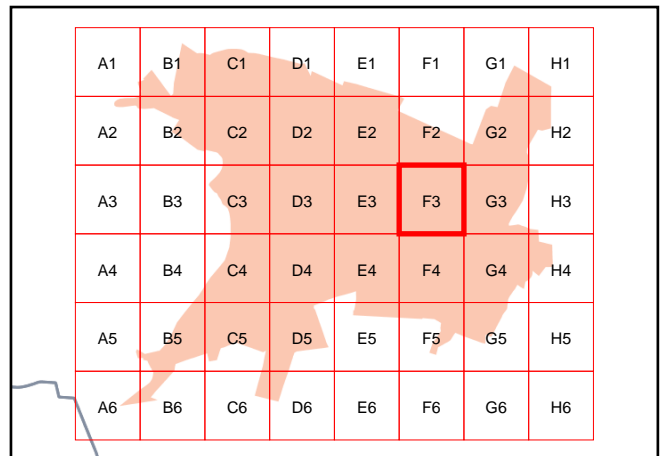 A1 B1 C1 D1 E1 F1 G1 H1
A2 B2 C2 D2 E2 F2 G2 H2
A3 B3 C3 D3 E3 F3 G3 H3
A4 B4 C4 D4 E4 F4 G4 H4
A5 B5 C5 D5 E5 F5 G5 H5
A6 B6 C6 D6 E6 F6 G6 H6